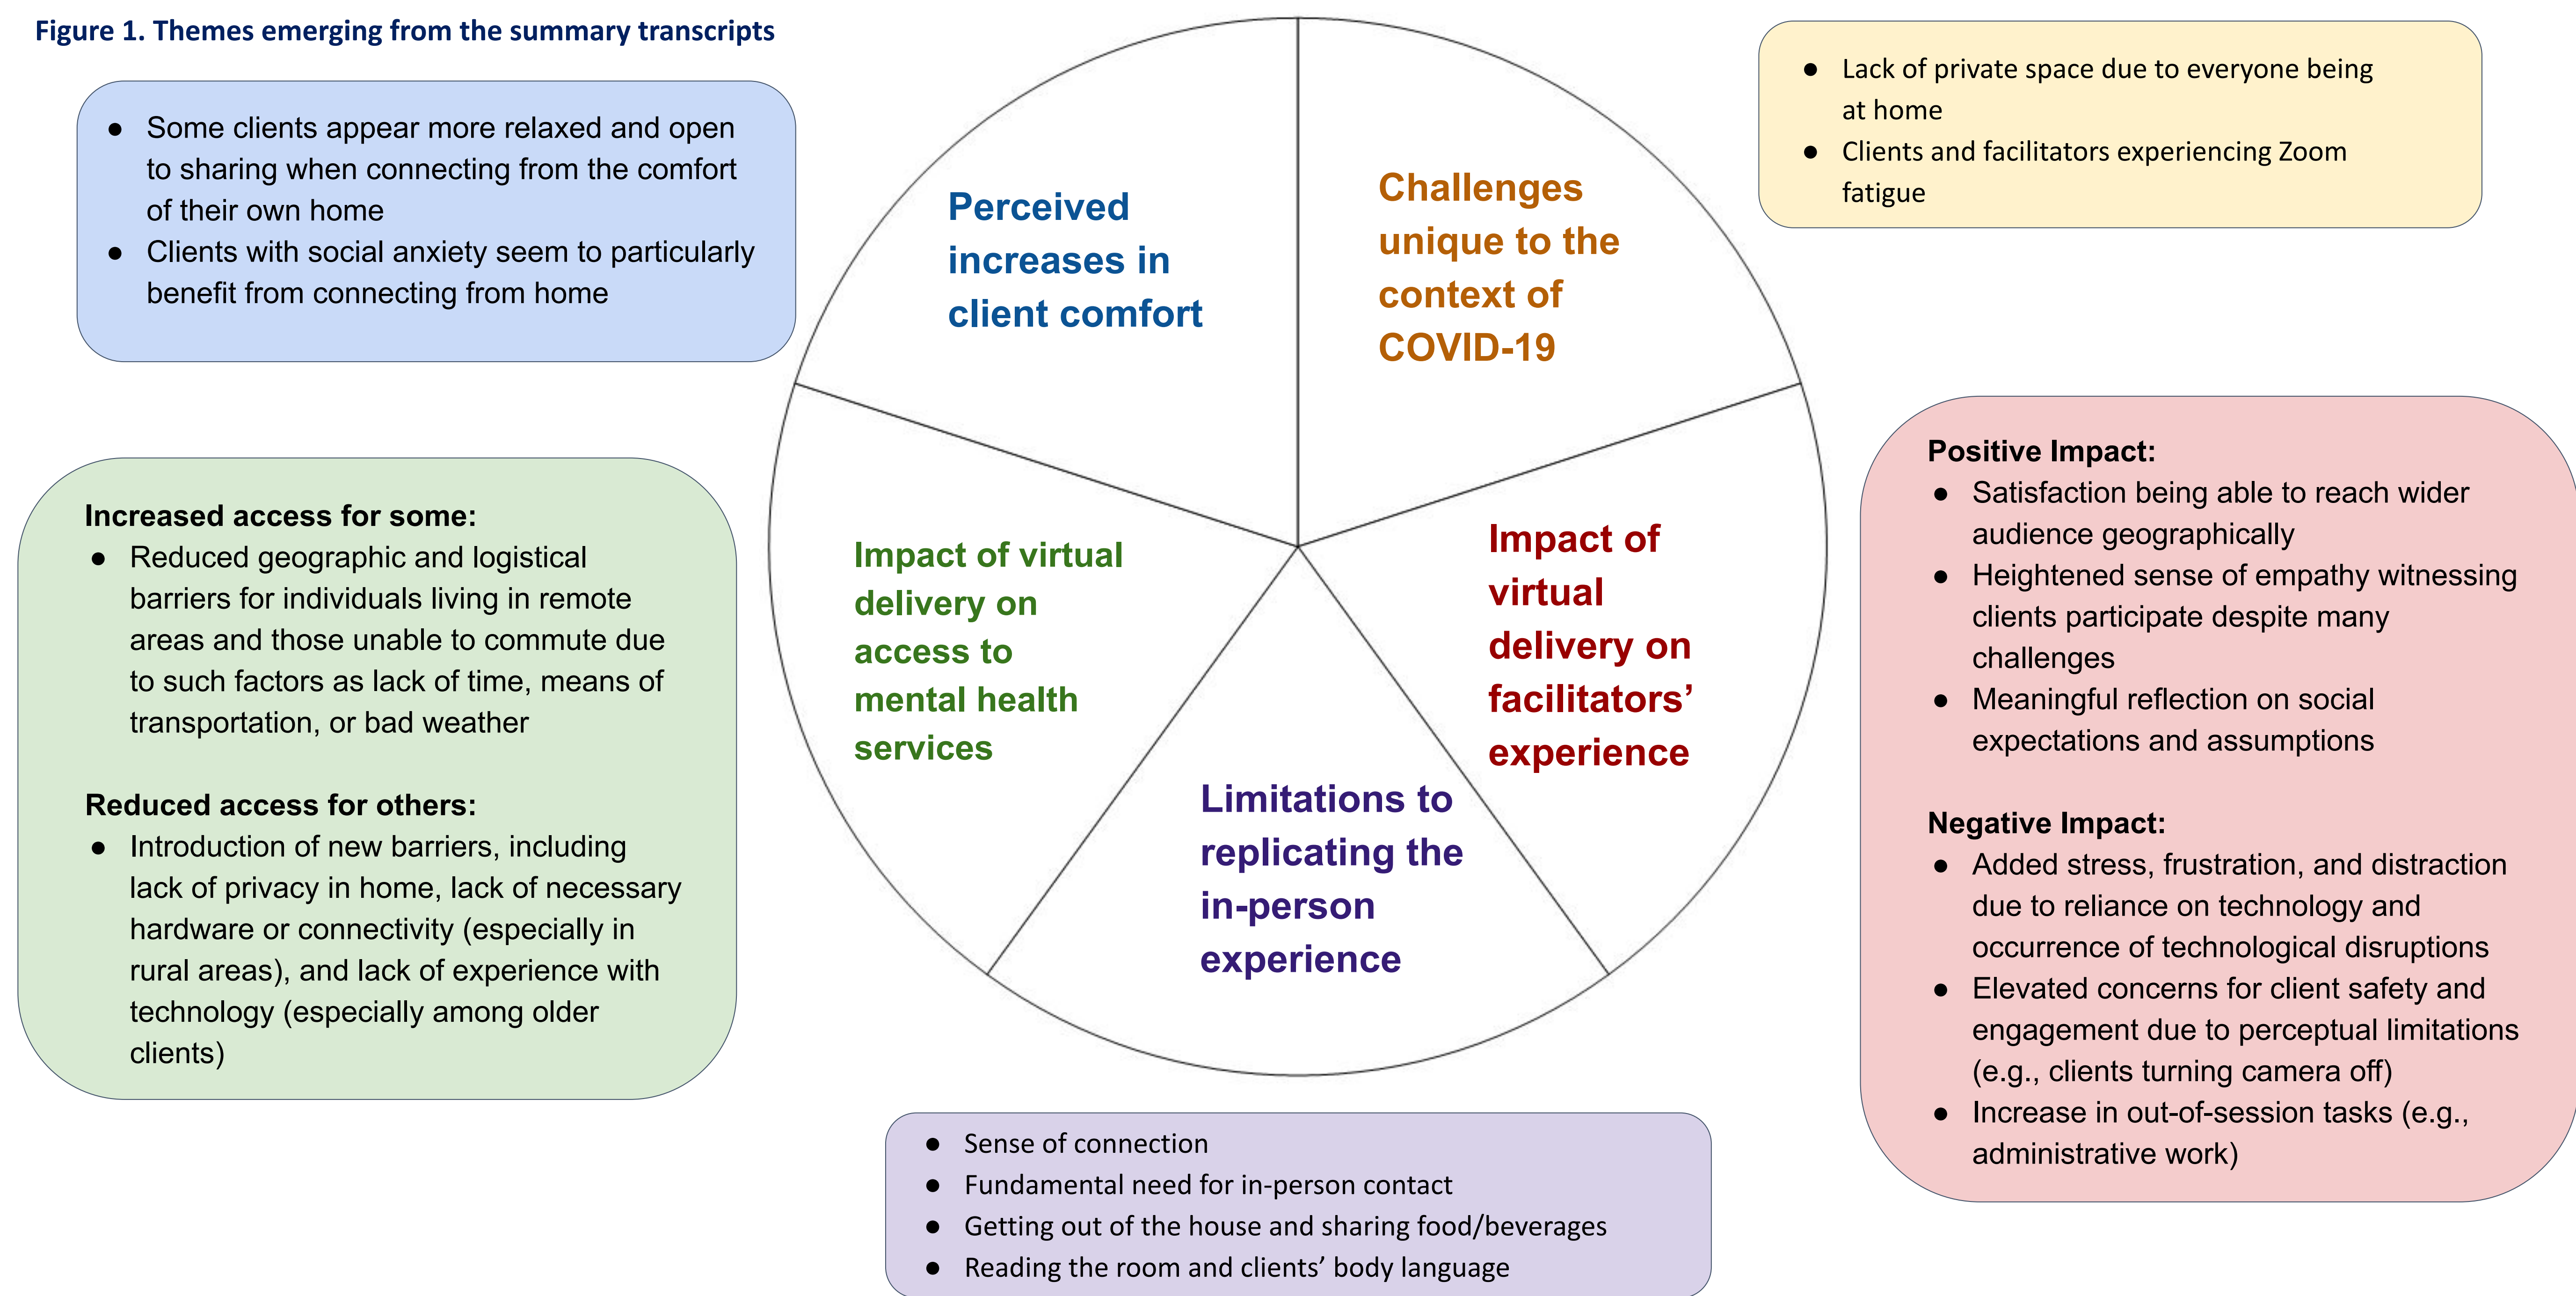 Figure 1. Themes emerging from the summary transcripts
● Some clients appear more relaxed and open
to sharing when connecting from the comfort
of their own home
● Clients with social anxiety seem to particularly
benefit from connecting from home
Perceived
increases in
client comfort
Challenges
unique to the
context of
COVID-19
● Lack of private space due to everyone being
at home
● Clients and facilitators experiencing Zoom
fatigue
Increased access for some:
● Reduced geographic and logistical
barriers for individuals living in remote
areas and those unable to commute due
to such factors as lack of time, means of
transportation, or bad weather
Reduced access for others:
● Introduction of new barriers, including
lack of privacy in home, lack of necessary
hardware or connectivity (especially in
rural areas), and lack of experience with
technology (especially among older
clients)
Impact of virtual
delivery on
access to
mental health
services
Impact of
virtual
delivery on
facilitators’
experience
Positive Impact:
● Satisfaction being able to reach wider
audience geographically
● Heightened sense of empathy witnessing
clients participate despite many
challenges
● Meaningful reflection on social
expectations and assumptions
Negative Impact:
● Added stress, frustration, and distraction
due to reliance on technology and
occurrence of technological disruptions
● Elevated concerns for client safety and
engagement due to perceptual limitations
(e.g., clients turning camera off)
● Increase in out-of-session tasks (e.g.,
administrative work)
Limitations to
replicating the
in-person
experience
● Sense of connection
● Fundamental need for in-person contact
● Getting out of the house and sharing food/beverages
● Reading the room and clients’ body language